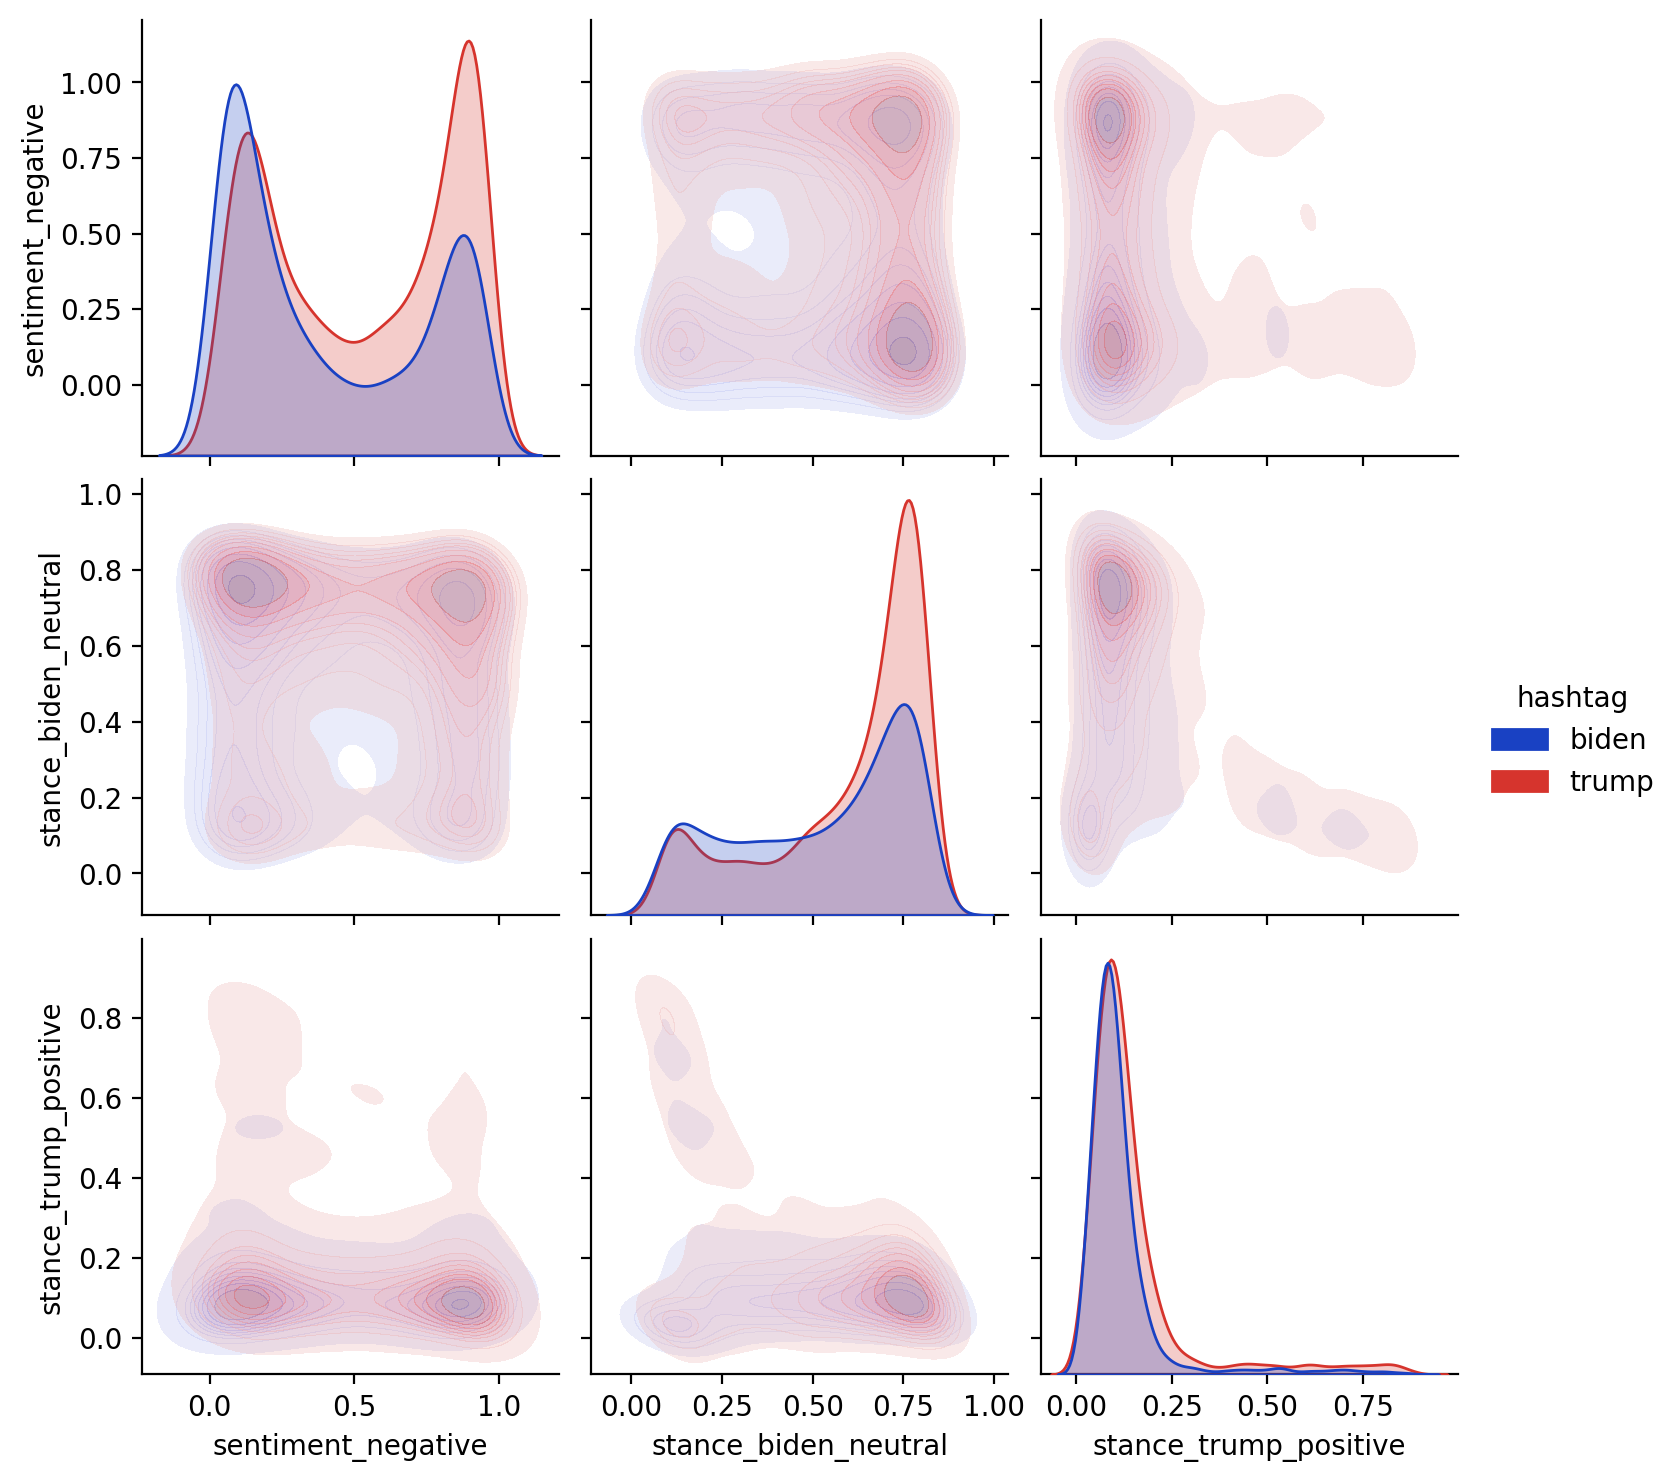 sentiment_negative
1.00
0.75
0.50
0.25
0.00
stance_biden_neutral
1.0
0.8
0.6
0.4
0.2
0.0
hashtag
biden
trump
stance_trump_positive
0.8
0.6
0.4
0.2
0.0
0.0 0.5 1.0
0.00 0.25 0.50 0.75 1.00
0.00 0.25 0.50 0.75
sentiment_negative
stance_biden_neutral
stance_trump_positive